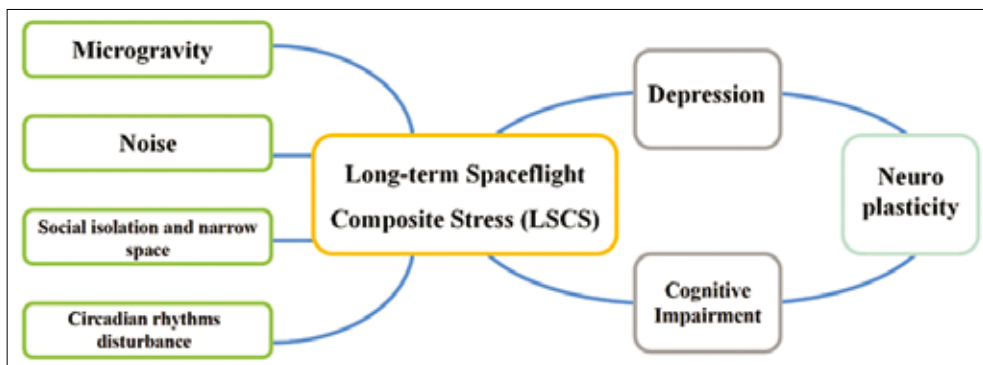 Microgravity
Noise
Social isolation and narrow
space
Circadian rhythms
disturbance
Long-term Spaceflight
Composite Stress (LSCS)
Depression
Cognitive
Impairment
Neuro
plasticity